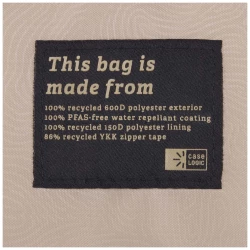 This bag is
made from
100% recycled 600D polyester exterior
100% PFAS-free water repellant coating
100% recycled 150D polyester lining
86% recycled YKK zipper tape
case
LOGIC